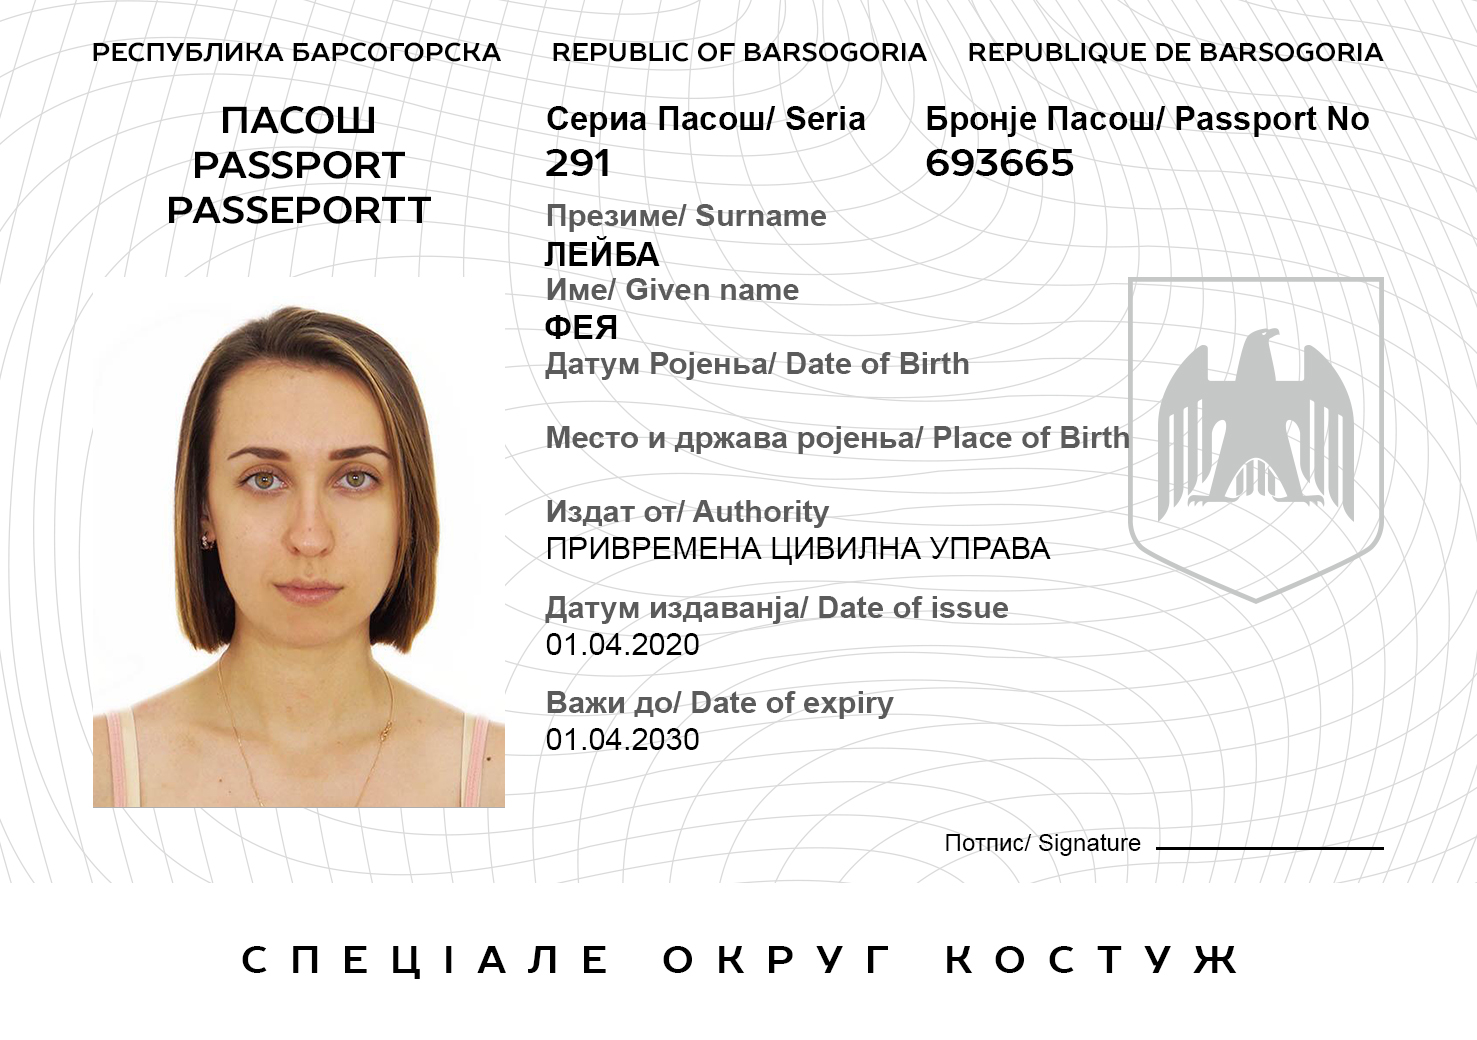 РЕСПУБЛИКА БАРСОГОРСКА REPUBLIC OF BARSOGORIA REPUBLIQUE DE BARSOGORIA
ПАСОШ
PASSPORT
PASSEPORTT
Сериа Пасош/ Seria
291
Бронје Пасош/ Passport No
693665
Презиме/ Surname
ЛЕЙБА
Име/ Given name
ФЕЯ
ДатумРојења/ Date of Birth
Место и држава ројења/ Place of Birth
Издат от/ Authority
ПРИВРЕМЕНА ЦИВИЛНА УПРАВА
Датум издаванја/ Date of issue
01.04.2020
Важи до/ Date of expiry
01.04.2030
Потпис/ Signature
СПЕЦІАЛЕ ОКРУГ КОСТУЖ